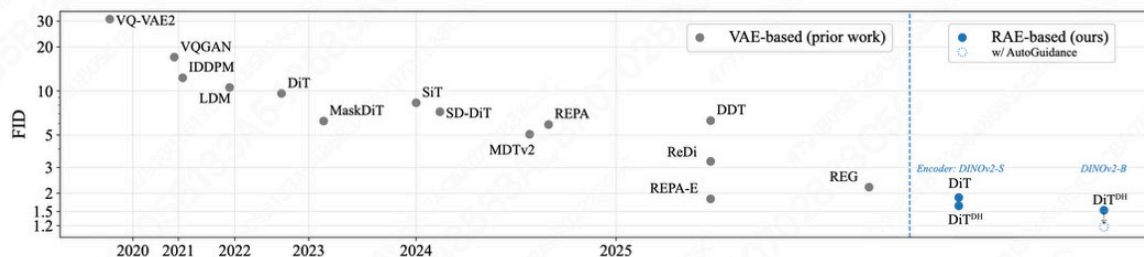 30
VQ-VAE2
VAE-based (prior work)
RAE-based (ours)
w/ AutoGuidance
20
VQGAN
IDDPM
10
LDM
DiT
SiT
MaskDiT
SD-DiT
REPA
DDT
FID
5
MDTv2
3
ReDi
Encoder: DINOv2-S
DINOv2-B
REPA-E
REG
DiT
DiT^DH
2
1.5
DiT^DH
1.2
2020 2021 2022 2023 2024 2025